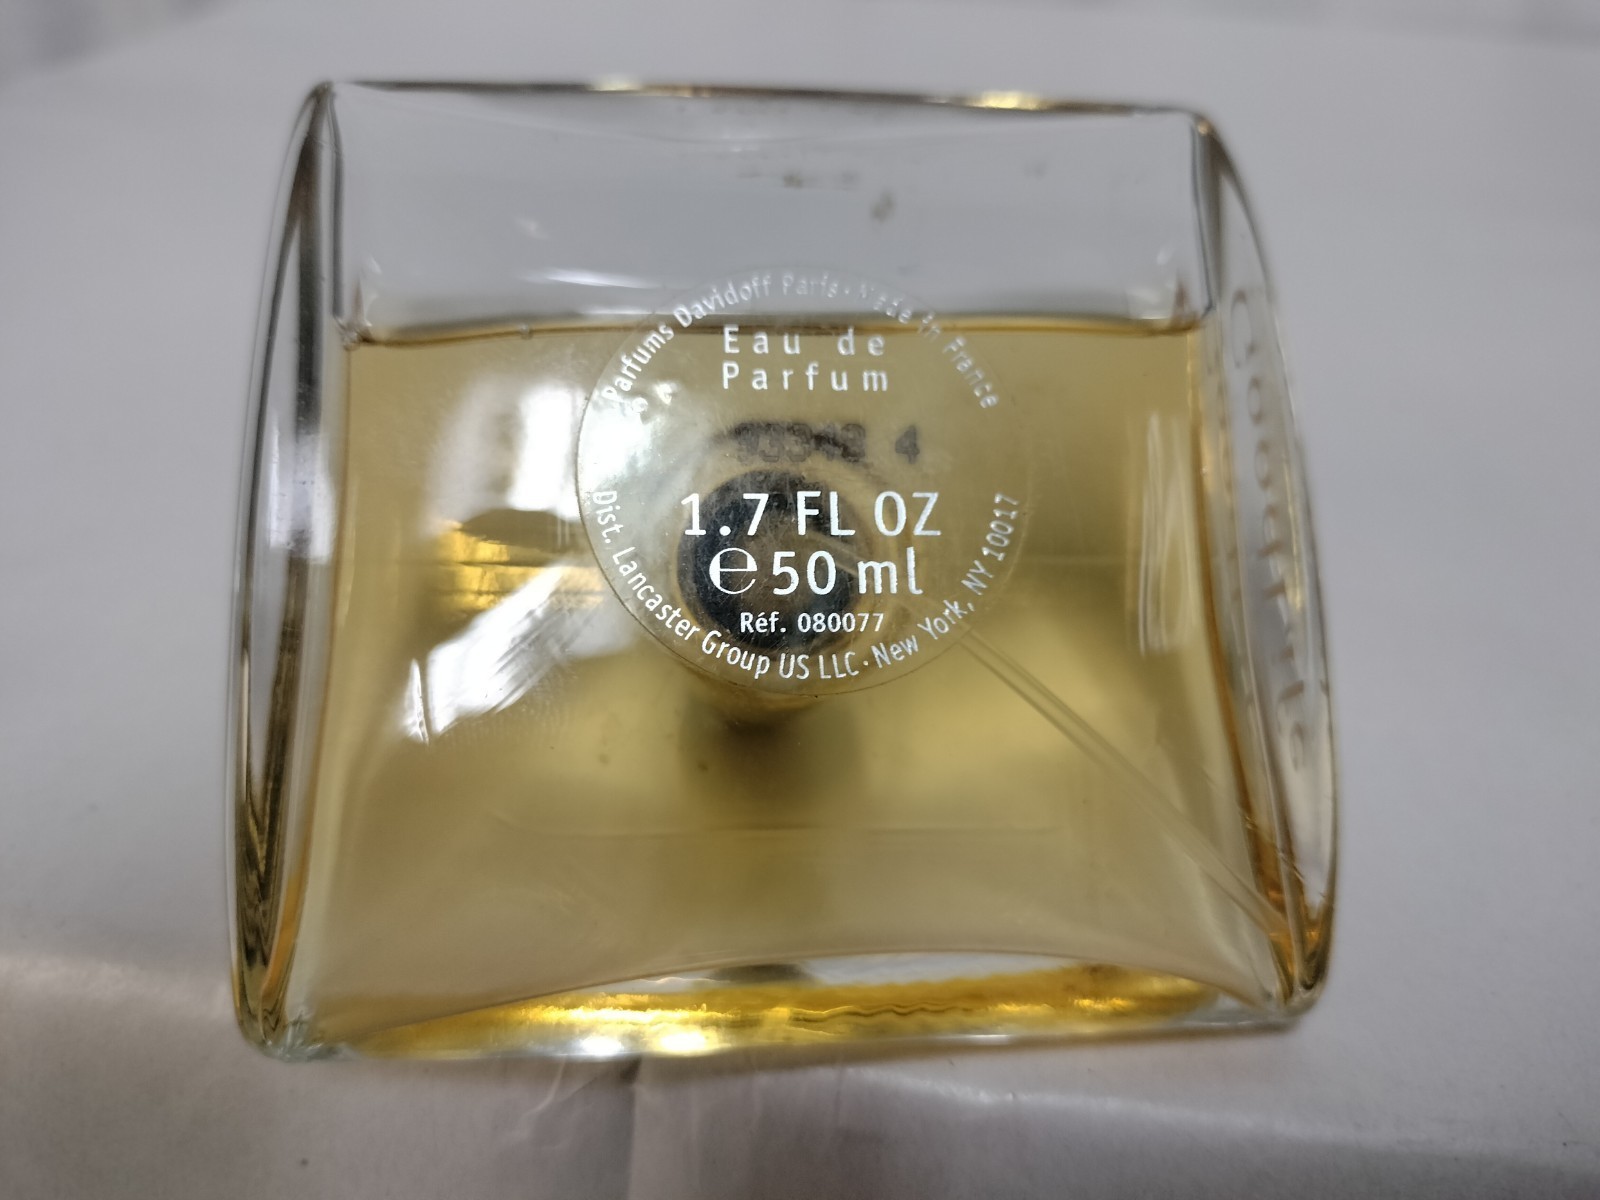 Parfums Davidoff Paris · Made in France
Eau de
Parfum
1.7 FL OZ
℮ 50 ml
Réf. 080077
Dist. Lancaster Group US LLC · New York, NY 10017